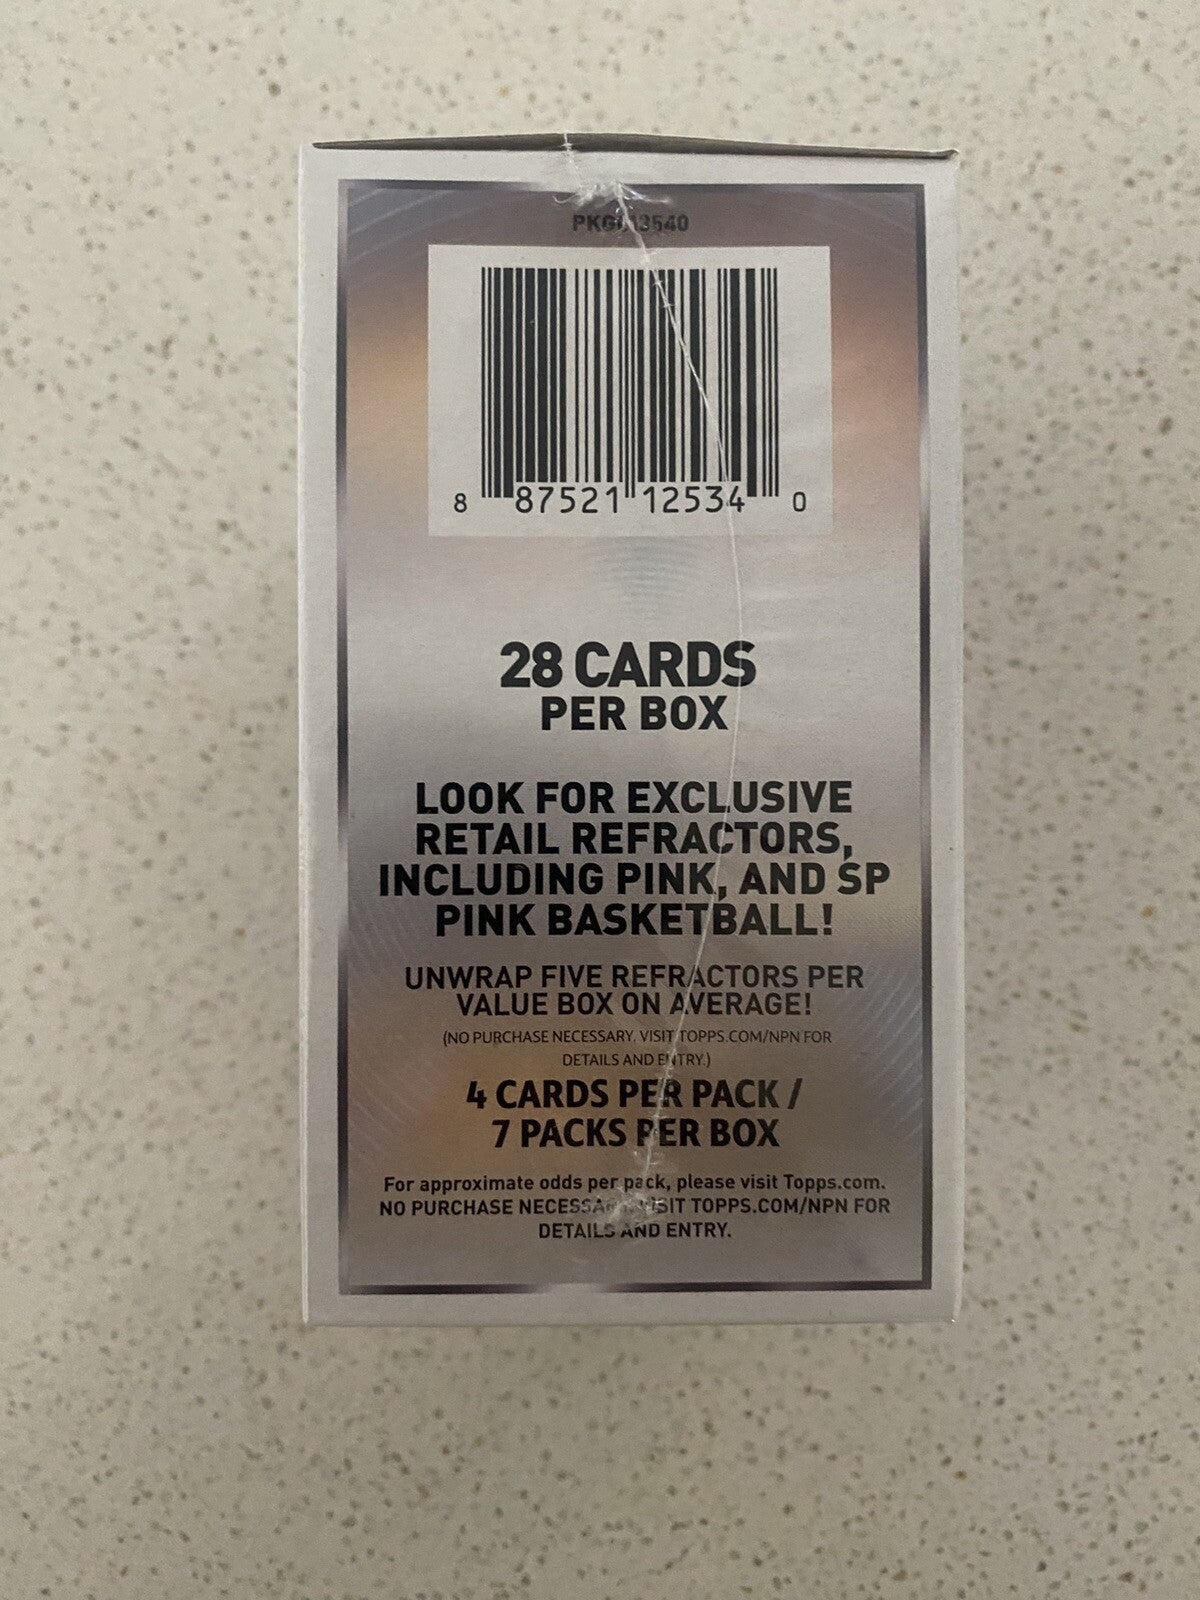 8 87521 12534 0
28 CARDS
PER BOX
LOOK FOR EXCLUSIVE
RETAIL REFRACTORS,
INCLUDING PINK, AND SP
PINK BASKETBALL!
UNWRAP FIVE REFRACTORS PER
VALUE BOX ON AVERAGE!
(NO PURCHASE NECESSARY. VISIT TOPPS.COM/NPN FOR
DETAILS AND ENTRY.)
4 CARDS PER PACK /
7 PACKS PER BOX
For approximate odds per pack, please visit Topps.com.
NO PURCHASE NECESSARY. VISIT TOPPS.COM/NPN FOR
DETAILS AND ENTRY.